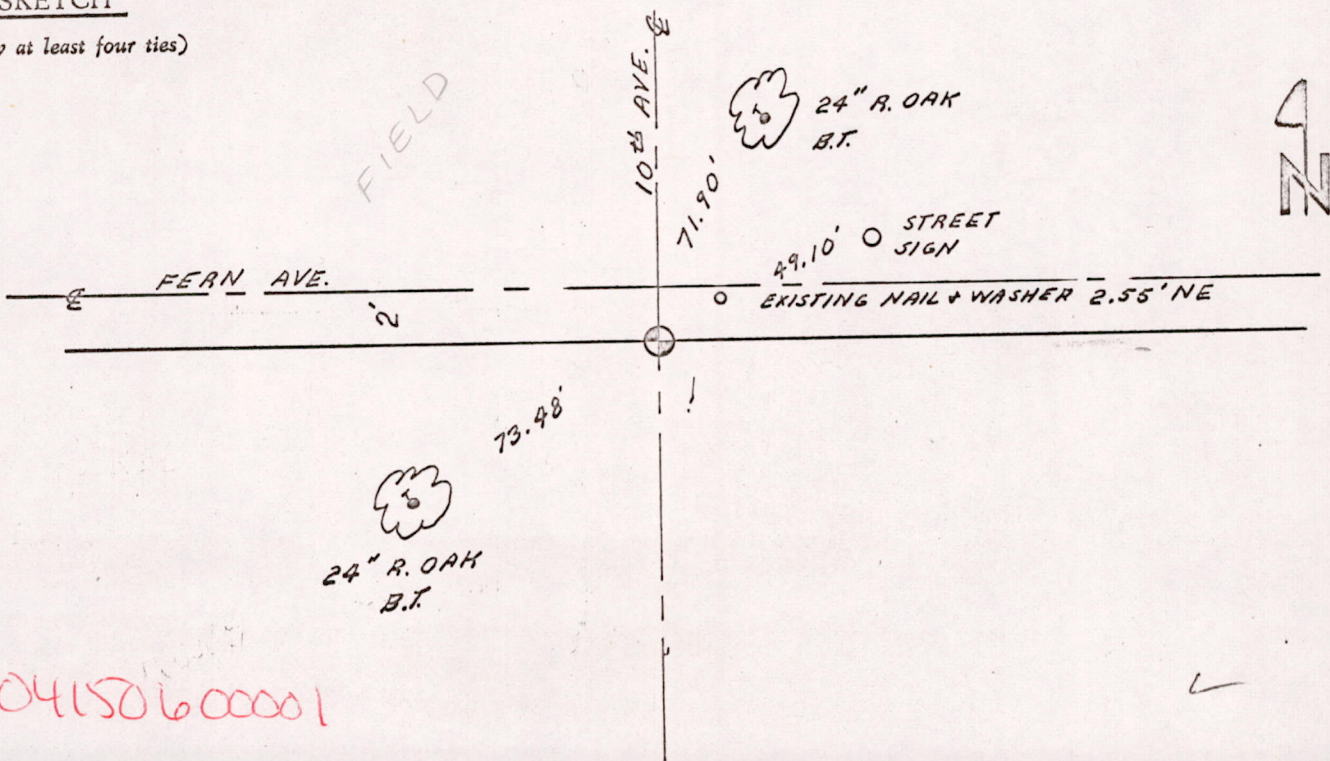 SKETCH
at least four ties)
10th AVE. ℄
24" R. OAK
B.T.
FIELD
71.90'
N
STREET
SIGN
49.10'
FERN AVE.
℄
EXISTING NAIL & WASHER 2.55' NE
2'
73.48'
24" R. OAK
B.T.
04150600001